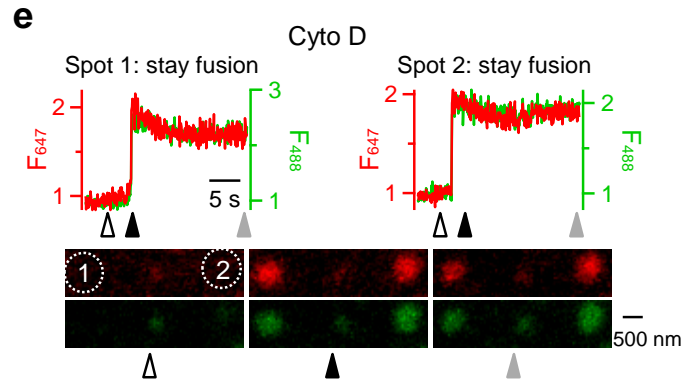 e
Cyto D
Spot 1: stay fusion
Spot 2: stay fusion
F647
2
1
3
1
F488
5 s
F647
2
1
2
1
F488
1
2
500 nm